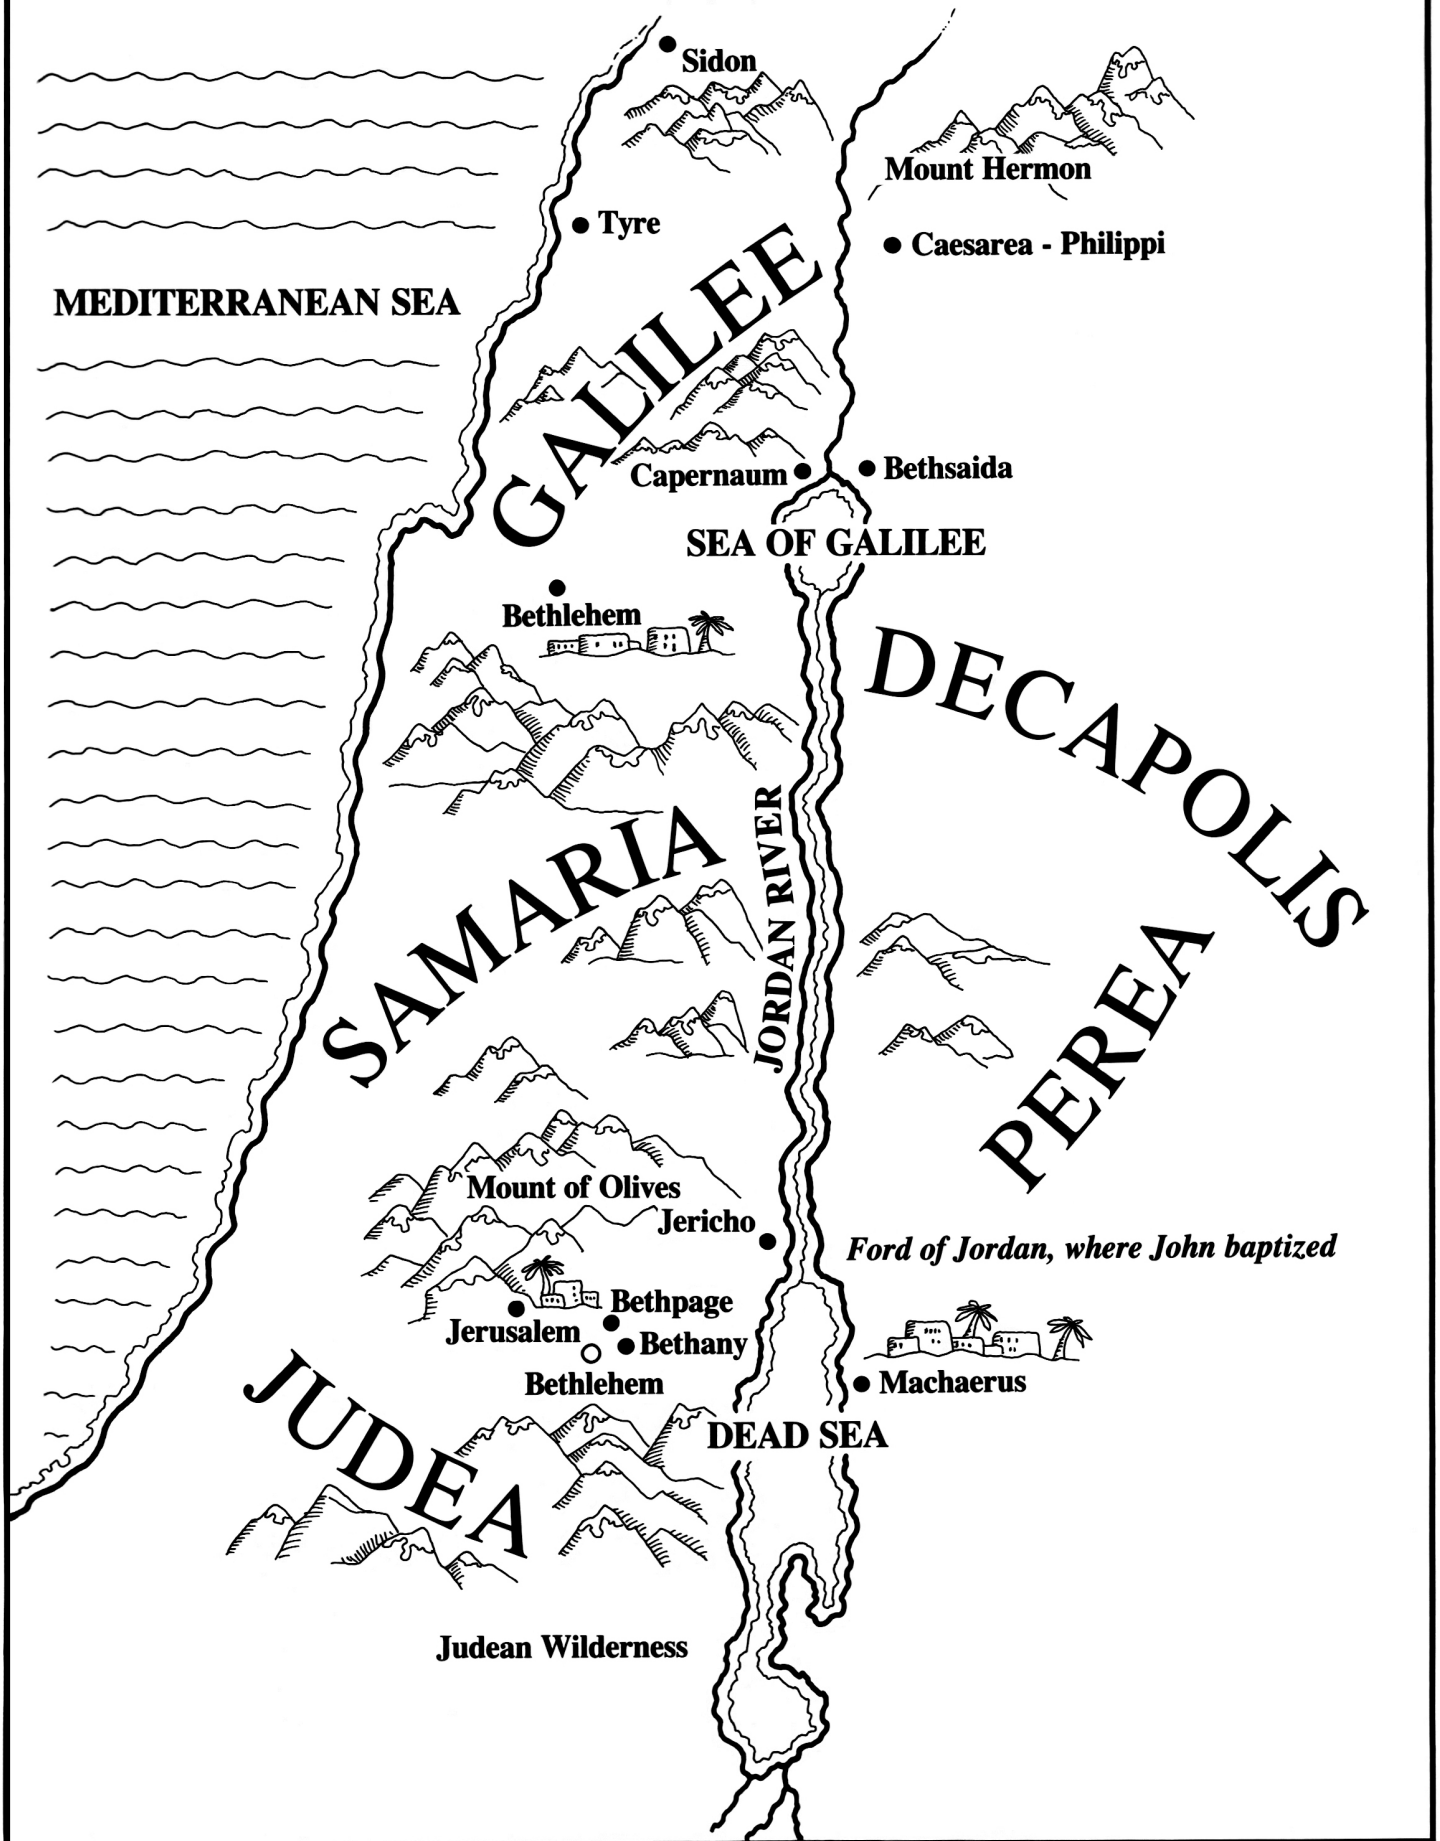 Sidon
Mount Hermon
Tyre
Caesarea - Philippi
MEDITERRANEAN SEA
GALILEE
Capernaum
Bethsaida
SEA OF GALILEE
Bethlehem
DECAPOLIS
JORDAN RIVER
SAMARIA
PEREA
Mount of Olives
Jericho
Ford of Jordan, where John baptized
Bethpage
Jerusalem
Bethany
Bethlehem
Machaerus
JUDEA
DEAD SEA
Judean Wilderness